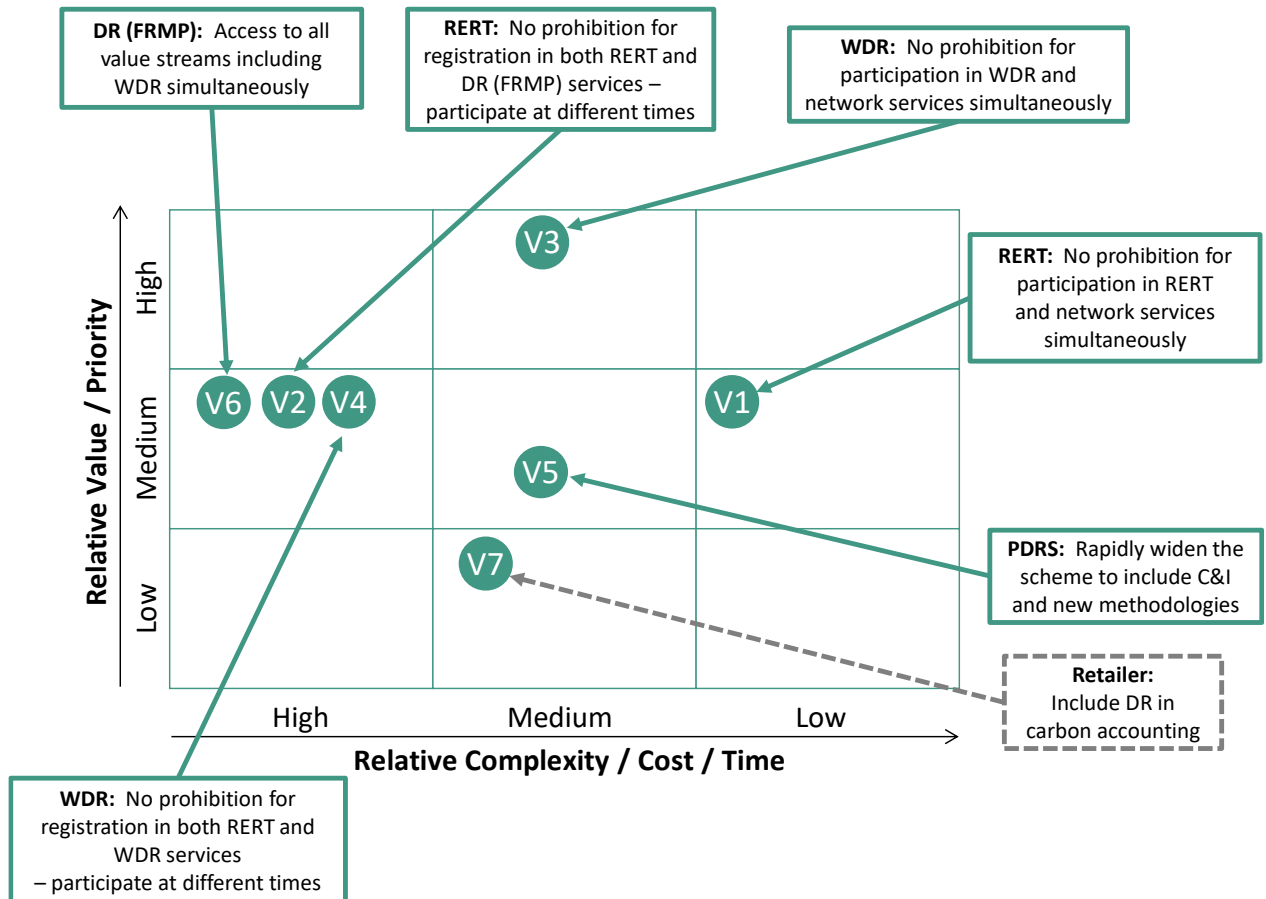 DR (FRMP): Access to all
value streams including
WDR simultaneously
RERT: No prohibition for
registration in both RERT and
DR (FRMP) services –
participate at different times
WDR: No prohibition for
participation in WDR and
network services simultaneously
RERT: No prohibition for
participation in RERT
and network services
simultaneously
Relative Value / Priority
High
Medium
Low
V3
V6
V2
V4
V1
V5
V7
PDRS: Rapidly widen the
scheme to include C&I
and new methodologies
Retailer:
Include DR in
carbon accounting
High
Medium
Low
Relative Complexity / Cost / Time
WDR: No prohibition for
registration in both RERT and
WDR services
– participate at different times